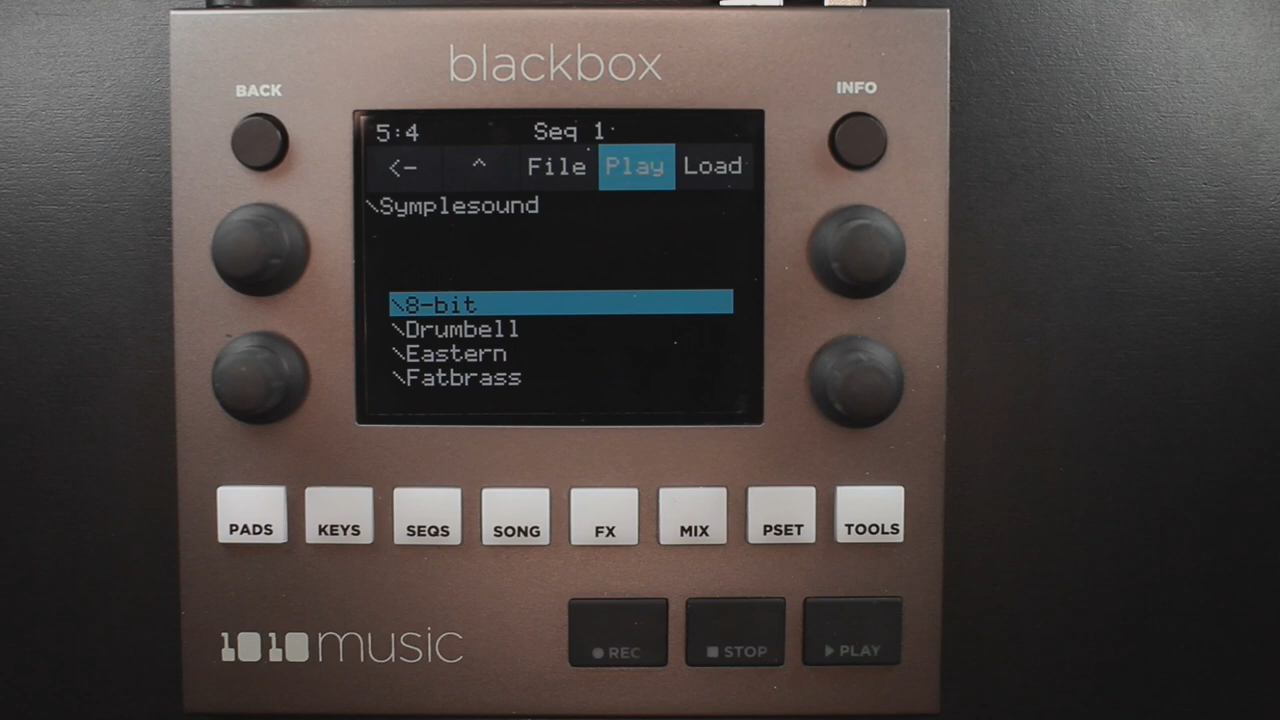 blackbox
BACK
INFO
5:4 Seq 1
<- ^ File Play Load
\Symplesound
\8-bit
\Drumbell
\Eastern
\Fatbrass
PADS KEYS SEQS SONG FX MIX PSET TOOLS
1010music
REC STOP PLAY